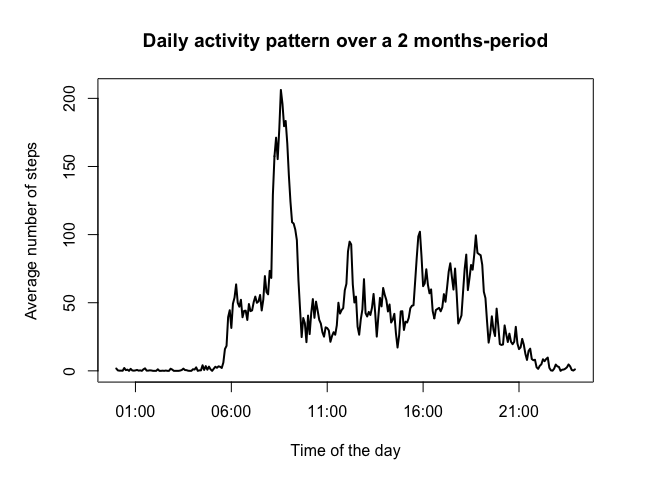 Daily activity pattern over a 2 months-period
Average number of steps
200
150
100
50
0
01:00 06:00 11:00 16:00 21:00
Time of the day